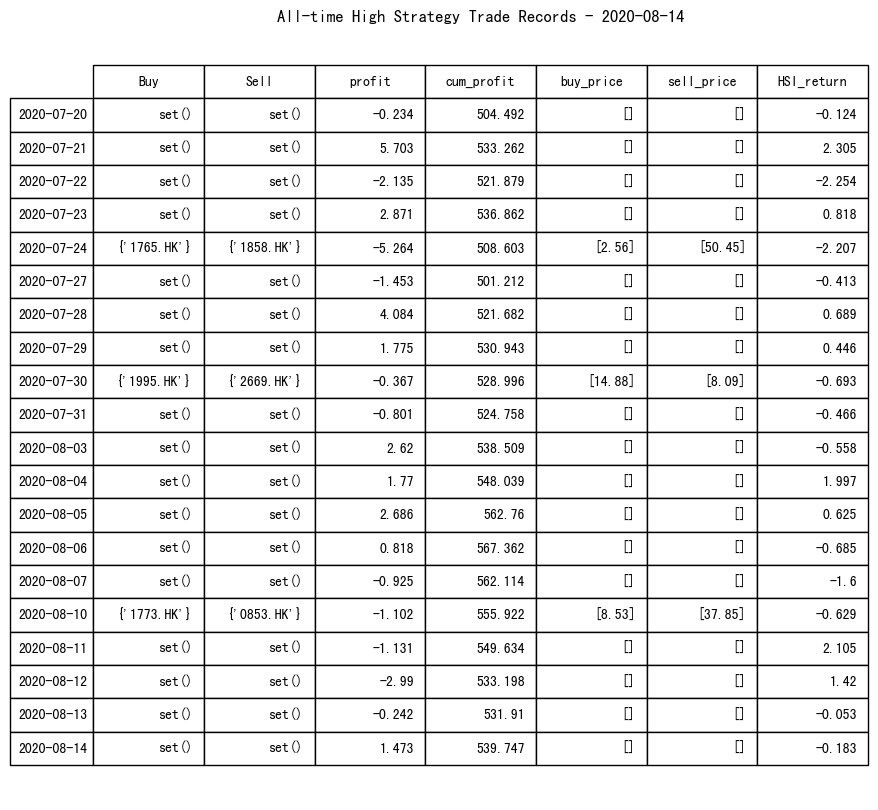 All-time High Strategy Trade Records - 2020-08-14
Buy Sell profit cum_profit buy_price sell_price HSI_return
2020-07-20 set() set() -0.234 504.492 [] [] -0.124
2020-07-21 set() set() 5.703 533.262 [] [] 2.305
2020-07-22 set() set() -2.135 521.879 [] [] -2.254
2020-07-23 set() set() 2.871 536.862 [] [] 0.818
2020-07-24 {'1765.HK'} {'1858.HK'} -5.264 508.603 [2.56] [50.45] -2.207
2020-07-27 set() set() -1.453 501.212 [] [] -0.413
2020-07-28 set() set() 4.084 521.682 [] [] 0.689
2020-07-29 set() set() 1.775 530.943 [] [] 0.446
2020-07-30 {'1995.HK'} {'2669.HK'} -0.367 528.996 [14.88] [8.09] -0.693
2020-07-31 set() set() -0.801 524.758 [] [] -0.466
2020-08-03 set() set() 2.62 538.509 [] [] -0.558
2020-08-04 set() set() 1.77 548.039 [] [] 1.997
2020-08-05 set() set() 2.686 562.76 [] [] 0.625
2020-08-06 set() set() 0.818 567.362 [] [] -0.685
2020-08-07 set() set() -0.925 562.114 [] [] -1.6
2020-08-10 {'1773.HK'} {'0853.HK'} -1.102 555.922 [8.53] [37.85] -0.629
2020-08-11 set() set() -1.131 549.634 [] [] 2.105
2020-08-12 set() set() -2.99 533.198 [] [] 1.42
2020-08-13 set() set() -0.242 531.91 [] [] -0.053
2020-08-14 set() set() 1.473 539.747 [] [] -0.183